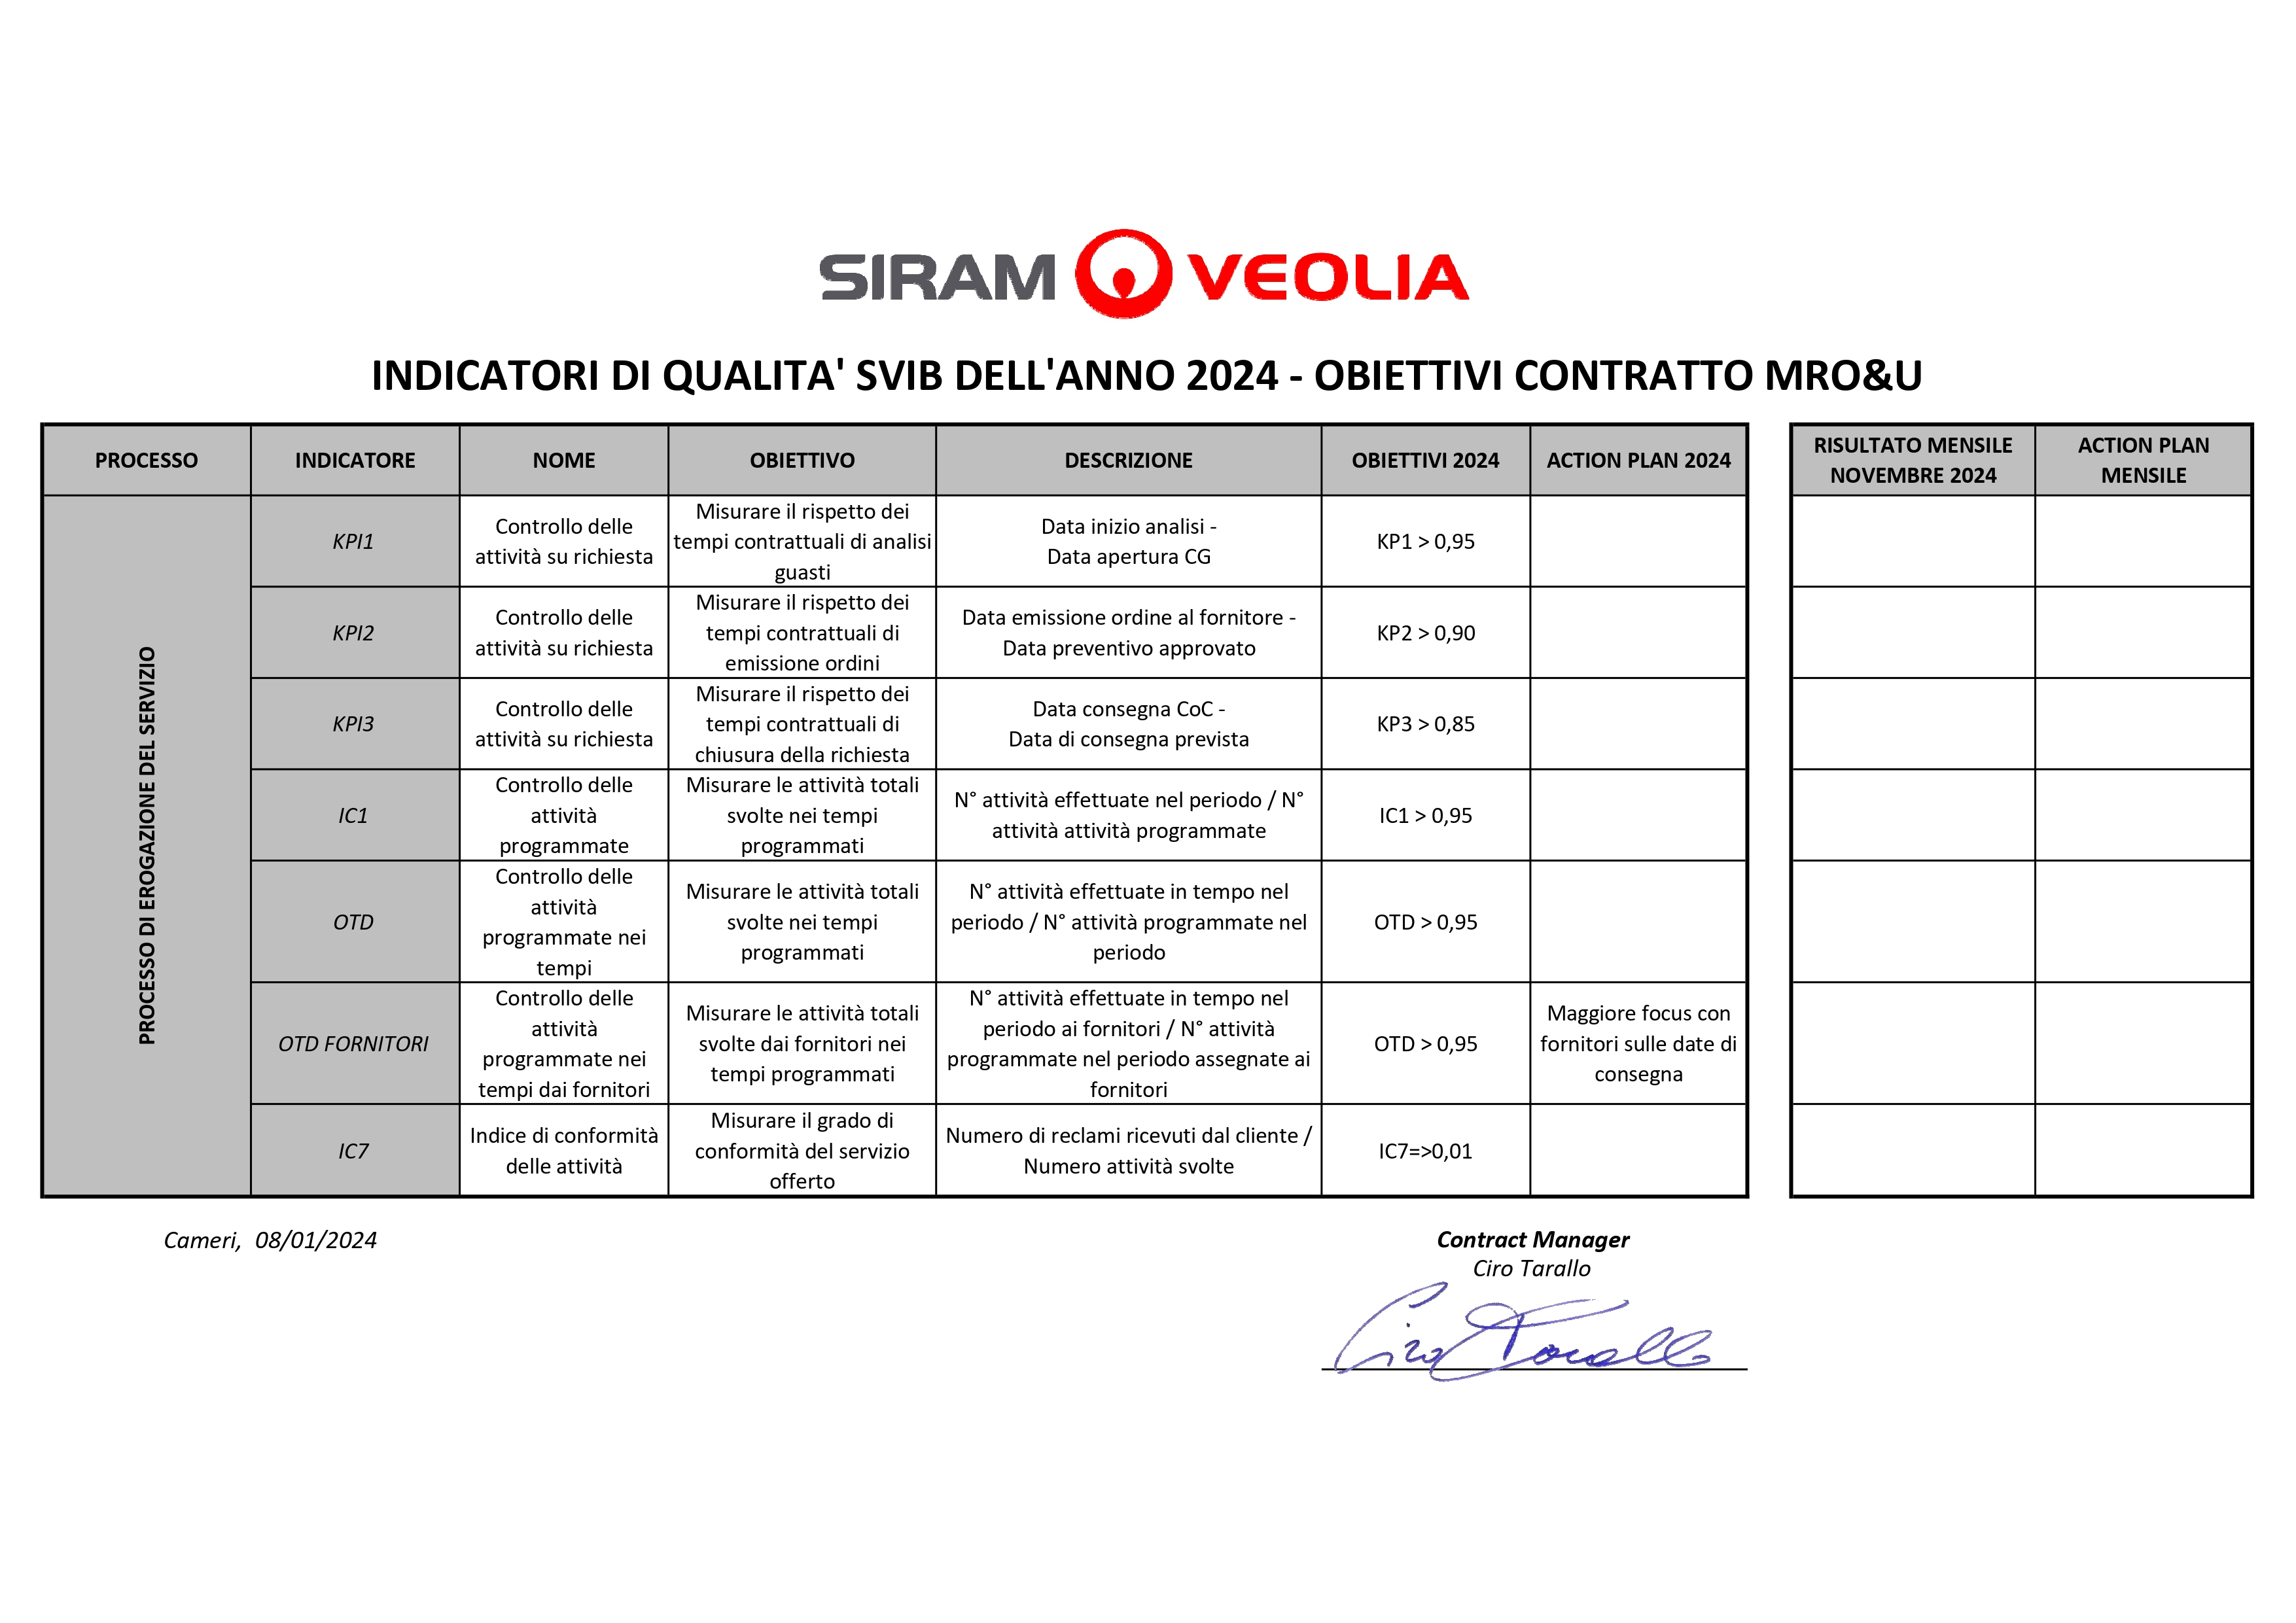 SIRAM VEOLIA
INDICATORI DI QUALITA' SVIB DELL'ANNO 2024 - OBIETTIVI CONTRATTO MRO&U
PROCESSO
INDICATORE
NOME
OBIETTIVO
DESCRIZIONE
OBIETTIVI 2024
ACTION PLAN 2024
RISULTATO MENSILE
NOVEMBRE 2024
ACTION PLAN
MENSILE
PROCESSO DI EROGAZIONE DEL SERVIZIO
KPI1
Controllo delle
attività su richiesta
Misurare il rispetto dei
tempi contrattuali di analisi
guasti
Data inizio analisi -
Data apertura CG
KP1 > 0,95
KPI2
Controllo delle
attività su richiesta
Misurare il rispetto dei
tempi contrattuali di
emissione ordini
Data emissione ordine al fornitore -
Data preventivo approvato
KP2 > 0,90
KPI3
Controllo delle
attività su richiesta
Misurare il rispetto dei
tempi contrattuali di
chiusura della richiesta
Data consegna CoC -
Data di consegna prevista
KP3 > 0,85
IC1
Controllo delle
attività
programmate
Misurare le attività totali
svolte nei tempi
programmati
N° attività effettuate nel periodo / N°
attività attività programmate
IC1 > 0,95
OTD
Controllo delle
attività
programmate nei
tempi
Misurare le attività totali
svolte nei tempi
programmati
N° attività effettuate in tempo nel
periodo / N° attività programmate nel
periodo
OTD > 0,95
OTD FORNITORI
Controllo delle
attività
programmate nei
tempi dai fornitori
Misurare le attività totali
svolte dai fornitori nei
tempi programmati
N° attività effettuate in tempo nel
periodo ai fornitori / N° attività
programmate nel periodo assegnate ai
fornitori
OTD > 0,95
Maggiore focus con
fornitori sulle date di
consegna
IC7
Indice di conformità
delle attività
Misurare il grado di
conformità del servizio
offerto
Numero di reclami ricevuti dal cliente /
Numero attività svolte
IC7=>0,01
Cameri, 08/01/2024
Contract Manager
Ciro Tarallo
Ciro Tarallo